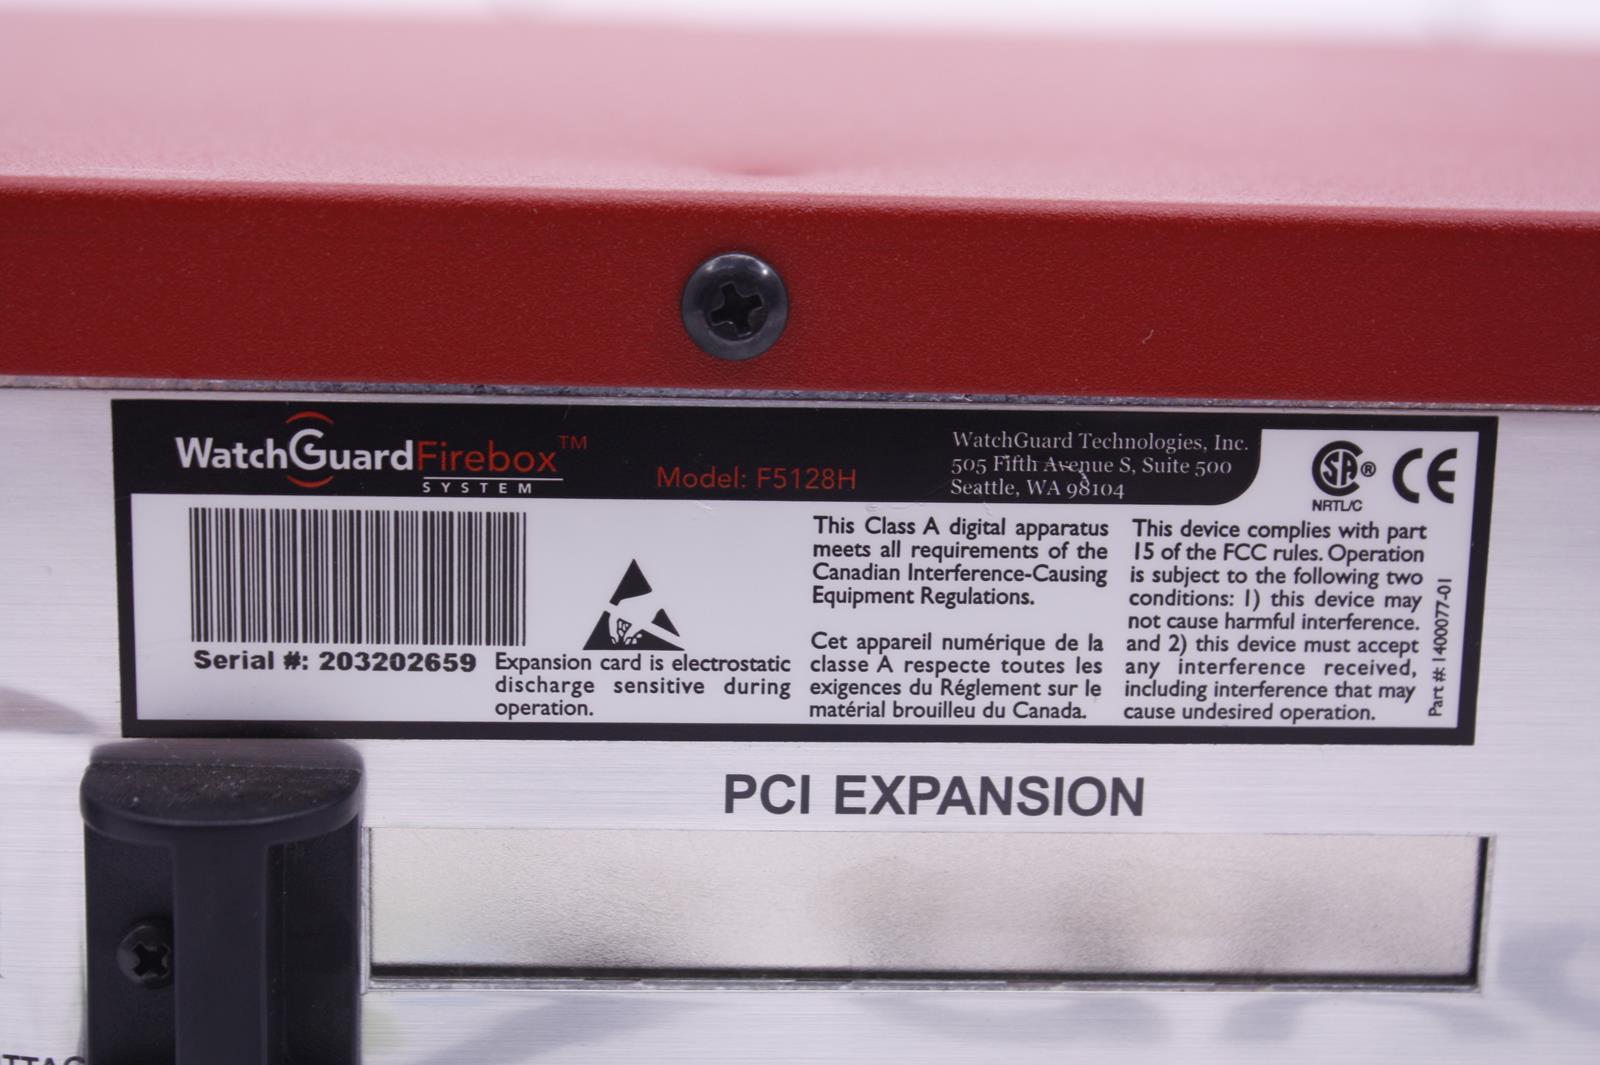 WatchGuardFirebox™
SYSTEM
Model: F5128H
WatchGuard Technologies, Inc.
505 Fifth Avenue S, Suite 500
Seattle, WA 98104
SA®
NRTL/C
CE
Serial #: 203202659
Expansion card is electrostatic
discharge sensitive during
operation.
This Class A digital apparatus
meets all requirements of the
Canadian Interference-Causing
Equipment Regulations.
Cet appareil numérique de la
classe A respecte toutes les
exigences du Réglement sur le
matérial brouilleu du Canada.
This device complies with part
15 of the FCC rules. Operation
is subject to the following two
conditions: 1) this device may
not cause harmful interference.
and 2) this device must accept
any interference received,
including interference that may
cause undesired operation.
Part #: 1400077-01
PCI EXPANSION